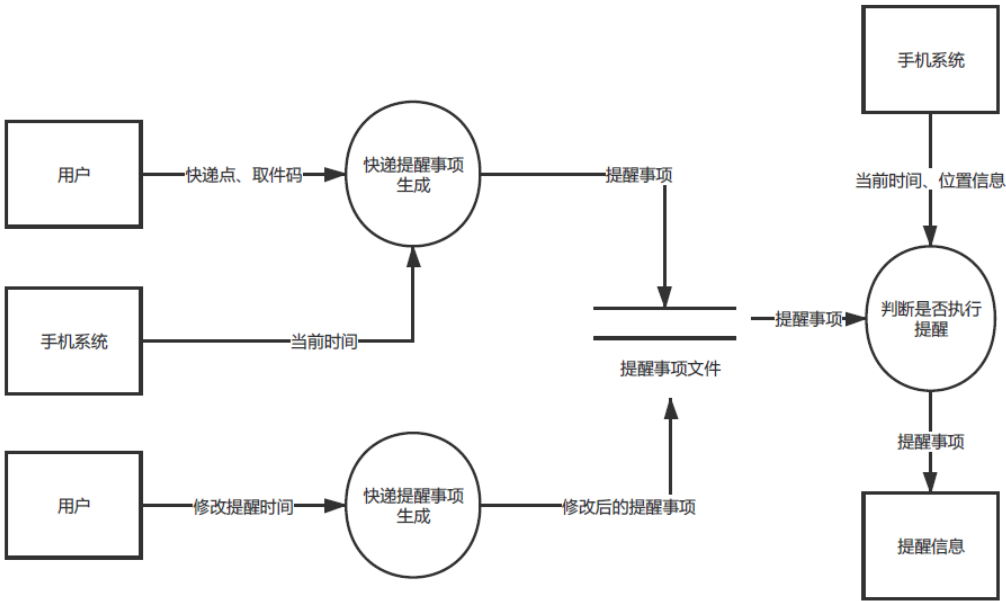 手机系统
用户
快递点、取件码
快递提醒事项
生成
提醒事项
当前时间、位置信息
手机系统
当前时间
提醒事项文件
提醒事项
判断是否执行
提醒
用户
修改提醒时间
快递提醒事项
生成
修改后的提醒事项
提醒事项
提醒信息